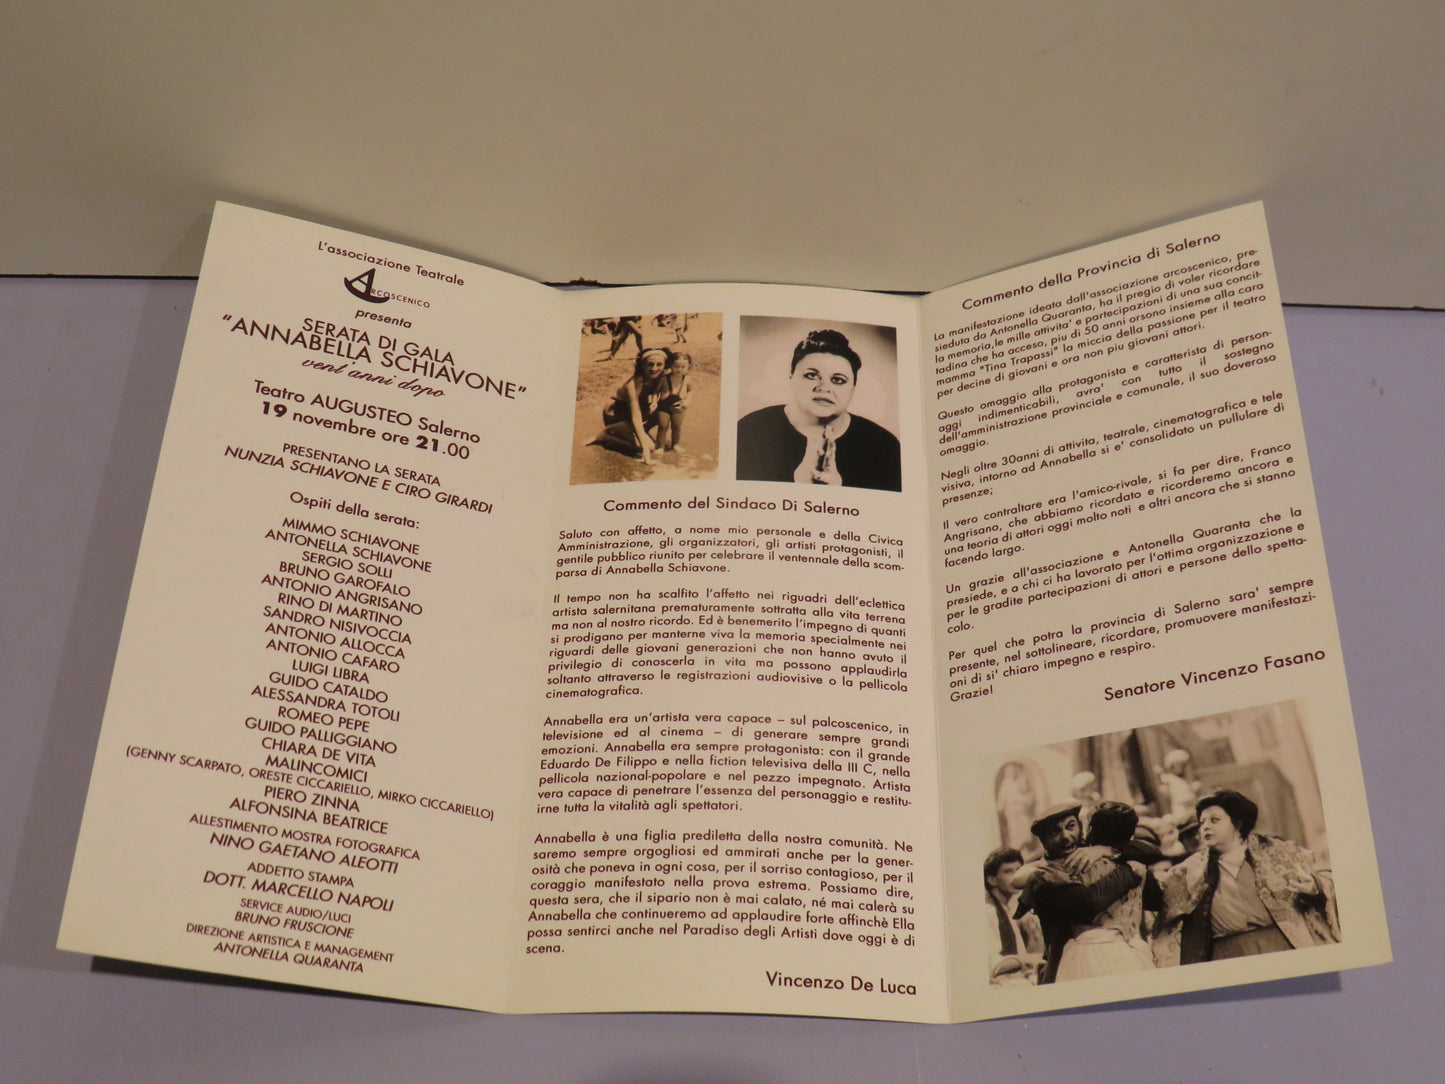 L'associazione Teatrale
ARCOSCENICO
presenta
SERATA DI GALA
"ANNABELLA SCHIAVONE"
vent'anni dopo
Teatro AUGUSTEO Salerno
19 novembre ore 21.00
PRESENTANO LA SERATA
NUNZIA SCHIAVONE E CIRO GIRARDI
Ospiti della serata:
MIMMO SCHIAVONE
ANTONELLA SCHIAVONE
SERGIO SOLLI
BRUNO GAROFALO
ANTONIO ANGRISANO
RINO DI MARTINO
SANDRO NISIVOCCIA
ANTONIO ALLOCCA
ANTONIO CAFARO
LUIGI LIBRA
GUIDO CATALDO
ALESSANDRA TOTOLI
ROMEO PEPE
GUIDO PALLIGGIANO
CHIARA DE VITA
MALINCOMICI
(GENNY SCARPATO, ORESTE CICCARIELLO, MIRKO CICCARIELLO)
PIERO ZINNA
ALFONSINA BEATRICE
ALLESTIMENTO MOSTRA FOTOGRAFICA
NINO GAETANO ALEOTTI
ADDETTO STAMPA
DOTT. MARCELLO NAPOLI
SERVICE AUDIO/LUCI
BRUNO FRUSCIONE
DIREZIONE ARTISTICA E MANAGEMENT
ANTONELLA QUARANTA
Commento del Sindaco Di Salerno
Saluto con affetto, a nome mio personale e della Civica
Amministrazione, gli organizzatori, gli artisti protagonisti, il
gentile pubblico riunito per celebrare il ventennale della scom-
parsa di Annabella Schiavone.
Il tempo non ha scalfito l'affetto nei riguardi dell'eclettica
artista salernitana prematuramente sottratta alla vita terrena
ma non al nostro ricordo. Ed è benemerito l'impegno di quanti
si prodigano per manterne viva la memoria specialmente nei
riguardi delle giovani generazioni che non hanno avuto il
privilegio di conoscerla in vita ma possono applaudirla
soltanto attraverso le registrazioni audiovisive o la pellicola
cinematografica.
Annabella era un'artista vera capace – sul palcoscenico, in
televisione ed al cinema – di generare sempre grandi
emozioni. Annabella era sempre protagonista: con il grande
Eduardo De Filippo e nella fiction televisiva della III C, nella
pellicola nazional-popolare e nel pezzo impegnato. Artista
vera capace di penetrare l'essenza del personaggio e restitu-
irne tutta la vitalità agli spettatori.
Annabella è una figlia prediletta della nostra comunità. Ne
saremo sempre orgogliosi ed ammirati anche per la gener-
osità che poneva in ogni cosa, per il sorriso contagioso, per il
coraggio manifestato nella prova estrema. Possiamo dire,
questa sera, che il sipario non è mai calato, né mai calerà su
Annabella che continueremo ad applaudire forte affinchè Ella
possa sentirci anche nel Paradiso degli Artisti dove oggi è di
scena.
Vincenzo De Luca
Commento della Provincia di Salerno
La manifestazione ideata dall'associazione arcoscenico, pre-
sieduta da Antonella Quaranta, ha il pregio di voler ricordare
la memoria,le mille attivita' e partecipazioni di una sua concit-
tadina che ha acceso, piu di 50 anni orsono insieme alla cara
mamma "Tina Trapassi" la miccia della passione per il teatro
per decine di giovani e ora non piu giovani attori.
Questo omaggio alla protagonista e caratterista di person-
aggi indimenticabili, avra' con tutto il sostegno
dell'amministrazione provinciale e comunale, il suo doveroso
omaggio.
Negli oltre 30anni di attivita, teatrale, cinematografica e tele
visiva, intorno ad Annabella si e' consolidato un pullulare di
presenze;
Il vero contraltare era l'amico-rivale, si fa per dire, Franco
Angrisano, che abbiamo ricordato e ricorderemo ancora e
una teoria di attori oggi molto noti e altri ancora che si stanno
facendo largo.
Un grazie all'associazione e Antonella Quaranta che la
presiede, e a chi ci ha lavorato per l'ottima organizzazione e
per le gradite partecipazioni di attori e persone dello spetta-
colo.
Per quel che potra la provincia di Salerno sara' sempre
presente, nel sottolineare, ricordare, promuovere manifestazi-
oni di si' chiaro impegno e respiro.
Grazie!
Senatore Vincenzo Fasano